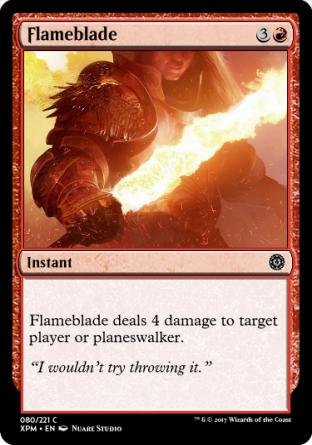 Flameblade 3
Instant
Flameblade deals 4 damage to target
player or planeswalker.
“I wouldn’t try throwing it.”
080/221 C
XPM • EN Nuare Studio
™ & © 2017 Wizards of the Coast